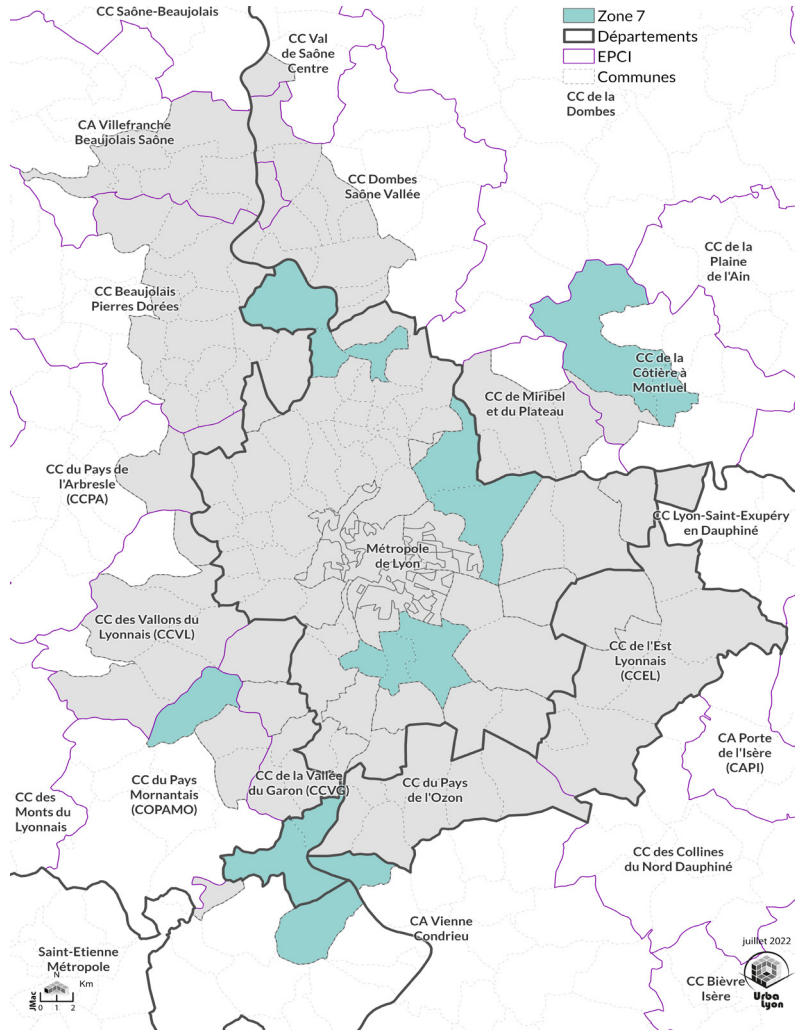 CC Saône-Beaujolais
Zone 7
Départements
EPCI
Communes
CC Val
de Saône
Centre
CC de la
Dombes
CA Villefranche
Beaujolais Saône
CC Dombes
Saône Vallée
CC de la
Plaine
de l'Ain
CC Beaujolais
Pierres Dorées
CC de la
Côtière à
Montluel
CC de Miribel
et du Plateau
CC du Pays de
l'Arbresle
(CCPA)
CC Lyon-Saint-Exupéry
en Dauphiné
Métropole
de Lyon
CC des Vallons du
Lyonnais (CCVL)
CC de l'Est
Lyonnais
(CCEL)
CA Porte
de l'Isère
(CAPI)
CC du Pays
Mornantais
(COPAMO)
CC de la Vallée
du Garon (CCVG)
CC du Pays
de l'Ozon
CC des
Monts du
Lyonnais
CC des Collines
du Nord Dauphiné
CA Vienne
Condrieu
Saint-Etienne
Métropole
juillet 2022
CC Bièvre
Isère
Urba
Lyon
N
Km
0 1 2
JMac